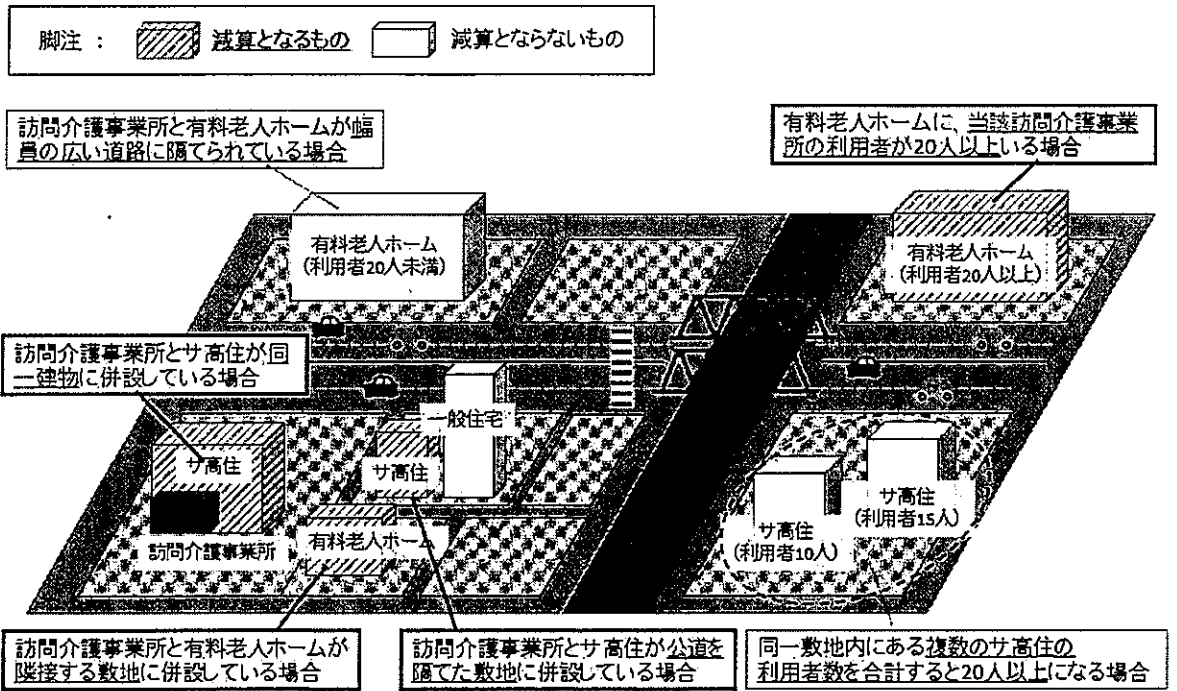 脚注 : 減算となるもの 減算とならないもの
訪問介護事業所と有料老人ホームが幅
員の広い道路に隔てられている場合
有料老人ホームに、当該訪問介護事業
所の利用者が20人以上いる場合
有料老人ホーム
(利用者20人未満)
有料老人ホーム
(利用者20人以上)
訪問介護事業所とサ高住が同
一建物に併設している場合
一般住宅
サ高住
サ高住
訪問介護事業所
有料老人ホーム
サ高住
(利用者15人)
サ高住
(利用者10人)
訪問介護事業所と有料老人ホームが
隣接する敷地に併設している場合
訪問介護事業所とサ高住が公道を
隔てた敷地に併設している場合
同一敷地内にある複数のサ高住の
利用者数を合計すると20人以上になる場合